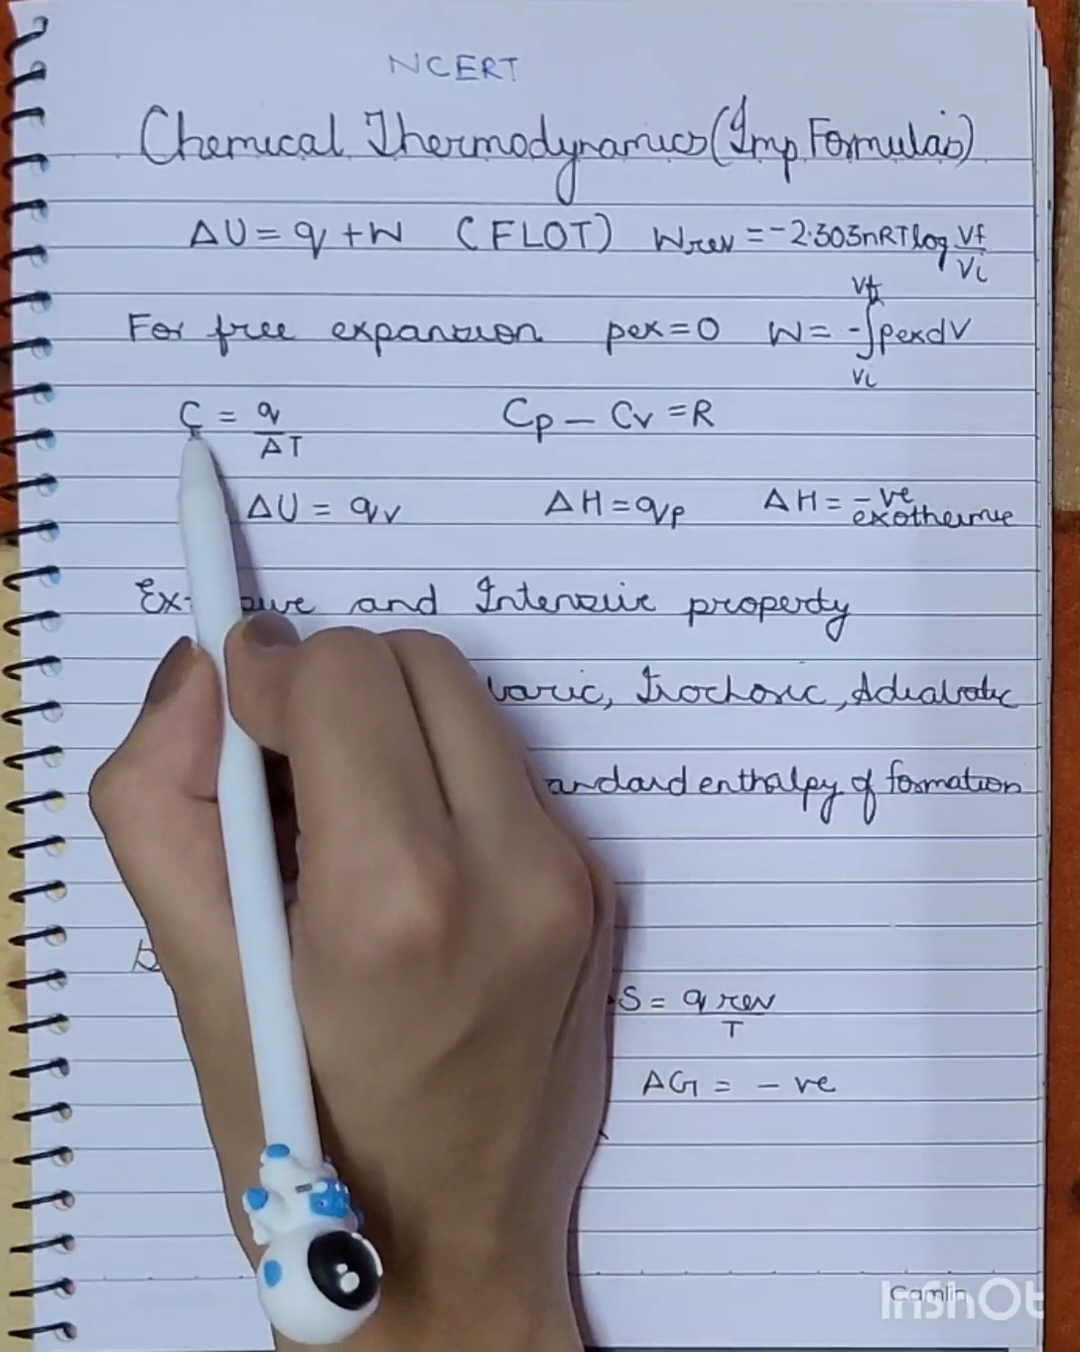 NCERT
Chemical Thermodynamics (Imp Formulas)
ΔU = q + W (FLOT) Wrev = -2.303nRT log Vf/Vi
For free expansion pex = 0 W = -∫ pexdV Vf Vi
C = q/ΔT Cp - Cv = R
ΔU = qv ΔH = qp ΔH = -ve exothermic
and Intensive property
Isochoric, Adiabatic
enthalpy of formation
S = q rev/T
ΔG = - ve
Camlin
InShOt